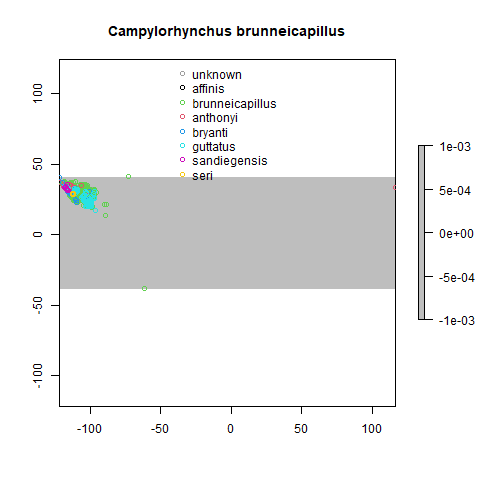 Campylorhynchus brunneicapillus
unknown
affinis
brunneicapillus
anthonyi
bryanti
guttatus
sandiegensis
seri
100
50
0
-50
-100
-100
-50
0
50
100
1e-03
5e-04
0e+00
-5e-04
-1e-03